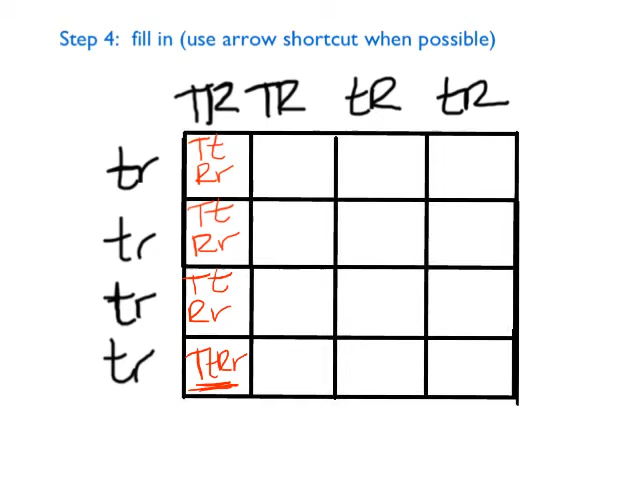 Step 4: fill in (use arrow shortcut when possible)
TR TR tR tR
tr Tt
Rr
tr Tt
Rr
tr Tt
Rr
tr TtRr